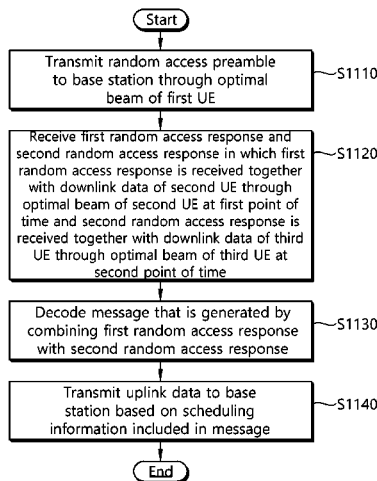 Start
Transmit random access preamble
to base station through optimal
beam of first UE
S1110
Receive first random access response and
second random access response in which first
random access response is received together
with downlink data of second UE through
optimal beam of second UE at first point of
time and second random access response is
received together with downlink data of third
UE through optimal beam of third UE at
second point of time
S1120
Decode message that is generated by
combining first random access response
with second random access response
S1130
Transmit uplink data to base
station based on scheduling
information included in message
S1140
End